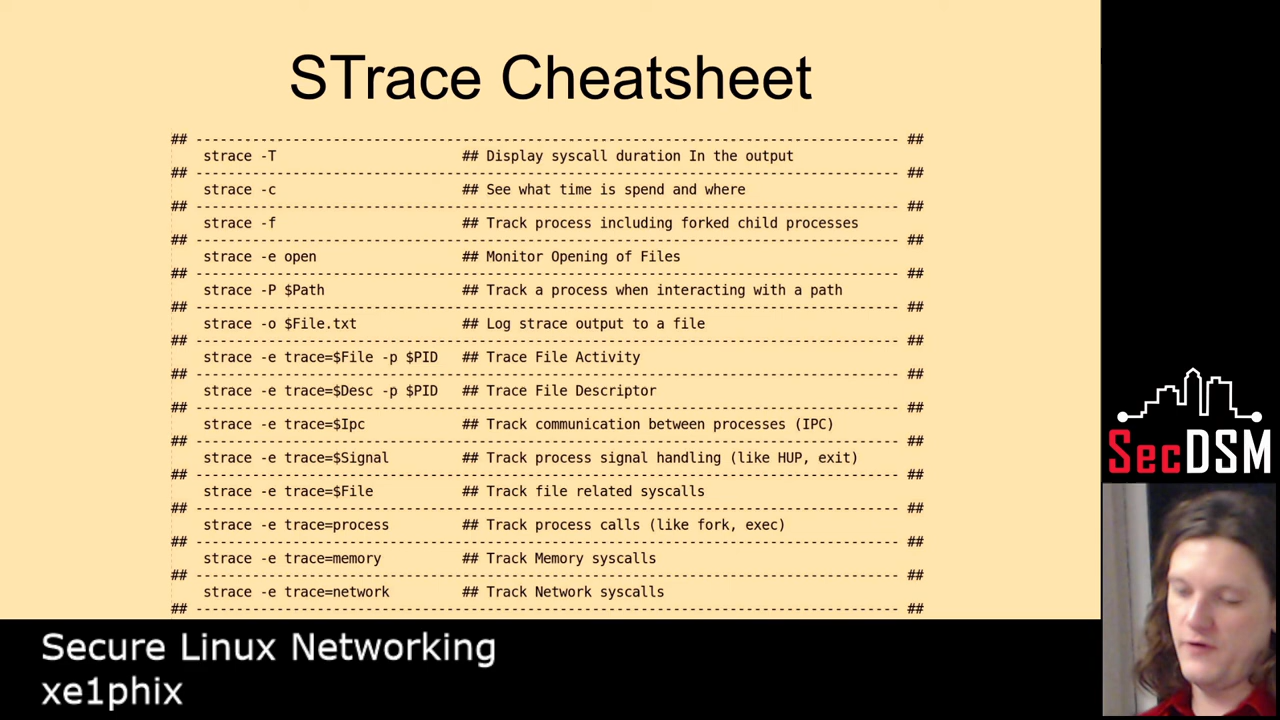 STrace Cheatsheet
## --------------------------------------------------------------------------------------- ##
strace -T ## Display syscall duration In the output
## --------------------------------------------------------------------------------------- ##
strace -c ## See what time is spend and where
## --------------------------------------------------------------------------------------- ##
strace -f ## Track process including forked child processes
## --------------------------------------------------------------------------------------- ##
strace -e open ## Monitor Opening of Files
## --------------------------------------------------------------------------------------- ##
strace -P $Path ## Track a process when interacting with a path
## --------------------------------------------------------------------------------------- ##
strace -o $File.txt ## Log strace output to a file
## --------------------------------------------------------------------------------------- ##
strace -e trace=$File -p $PID ## Trace File Activity
## --------------------------------------------------------------------------------------- ##
strace -e trace=$Desc -p $PID ## Trace File Descriptor
## --------------------------------------------------------------------------------------- ##
strace -e trace=$Ipc ## Track communication between processes (IPC)
## --------------------------------------------------------------------------------------- ##
strace -e trace=$Signal ## Track process signal handling (like HUP, exit)
## --------------------------------------------------------------------------------------- ##
strace -e trace=$File ## Track file related syscalls
## --------------------------------------------------------------------------------------- ##
strace -e trace=process ## Track process calls (like fork, exec)
## --------------------------------------------------------------------------------------- ##
strace -e trace=memory ## Track Memory syscalls
## --------------------------------------------------------------------------------------- ##
strace -e trace=network ## Track Network syscalls
## --------------------------------------------------------------------------------------- ##
SecDSM
Secure Linux Networking
xe1phix